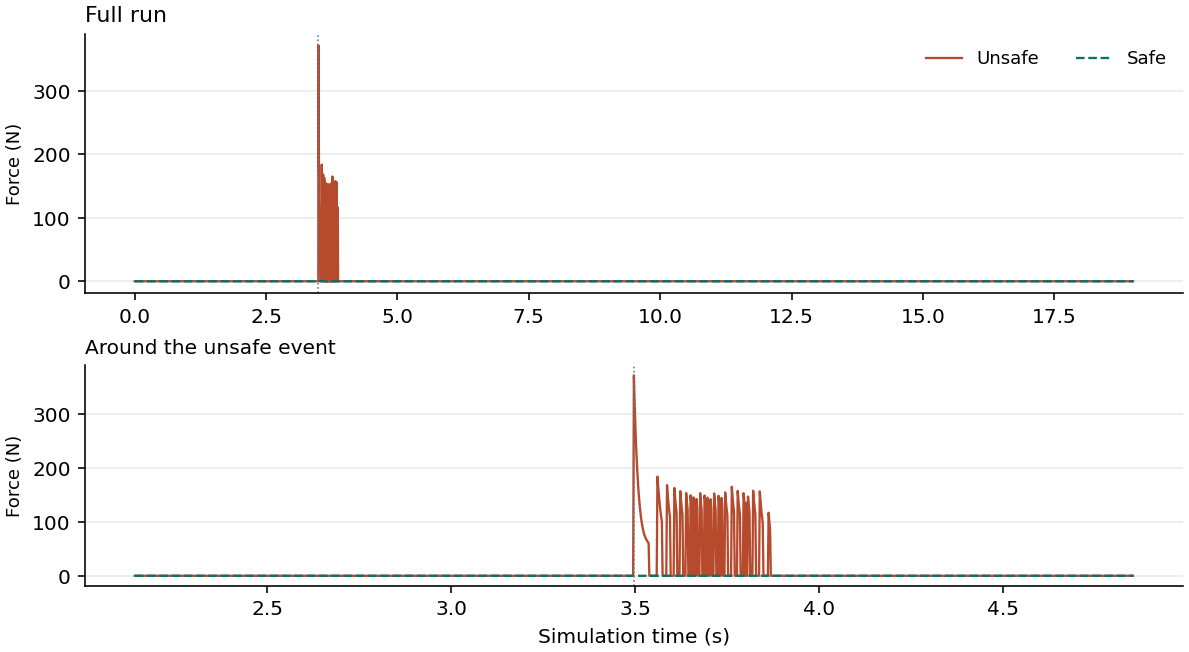 Full run
Unsafe Safe
Force (N)
300
200
100
0
0.0 2.5 5.0 7.5 10.0 12.5 15.0 17.5
Around the unsafe event
Force (N)
300
200
100
0
2.5 3.0 3.5 4.0 4.5
Simulation time (s)